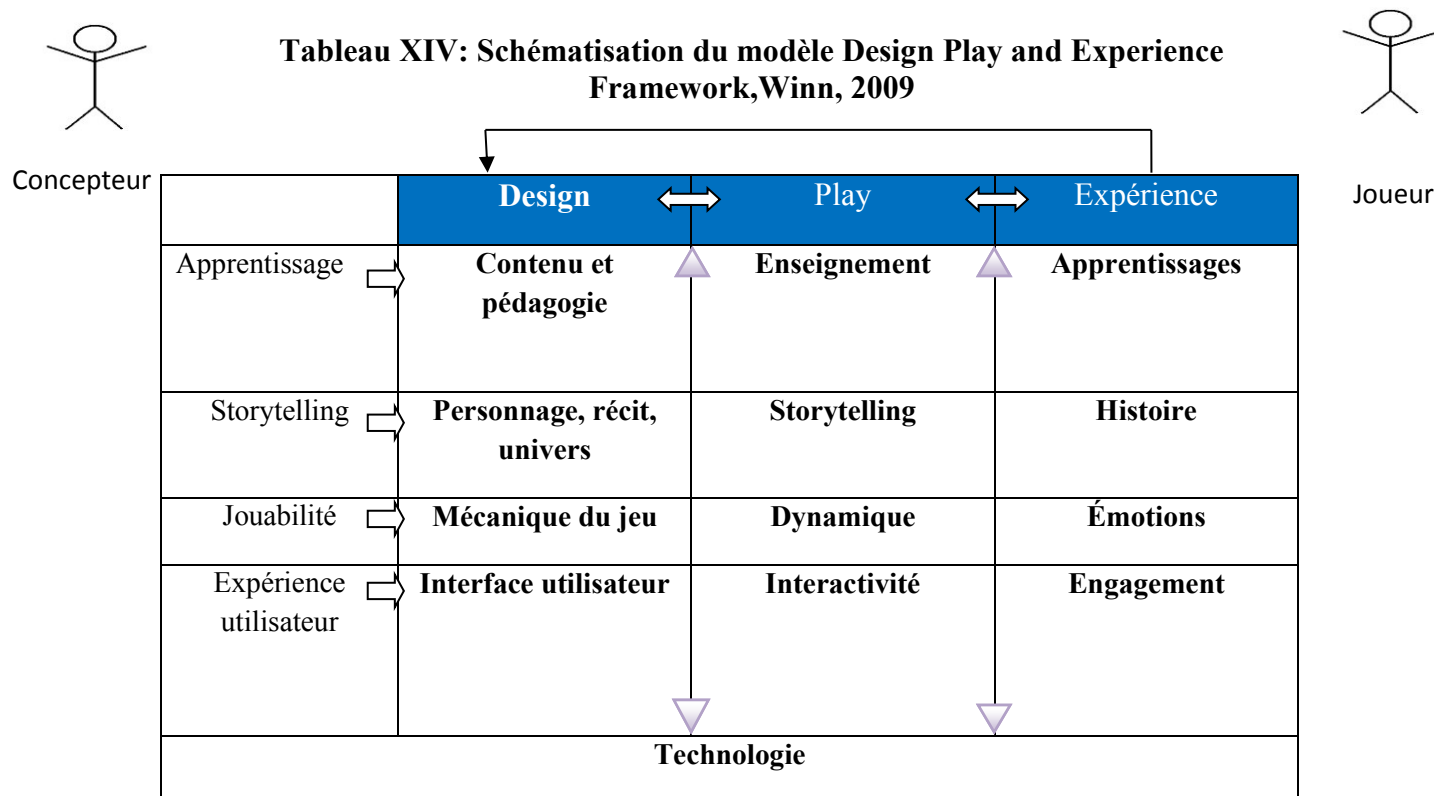 Tableau XIV: Schématisation du modèle Design Play and Experience
Framework,Winn, 2009
Concepteur
Joueur
Design
Play
Expérience
Apprentissage
Contenu et
pédagogie
Enseignement
Apprentissages
Storytelling
Personnage, récit,
univers
Storytelling
Histoire
Jouabilité
Mécanique du jeu
Dynamique
Émotions
Expérience
utilisateur
Interface utilisateur
Interactivité
Engagement
Technologie